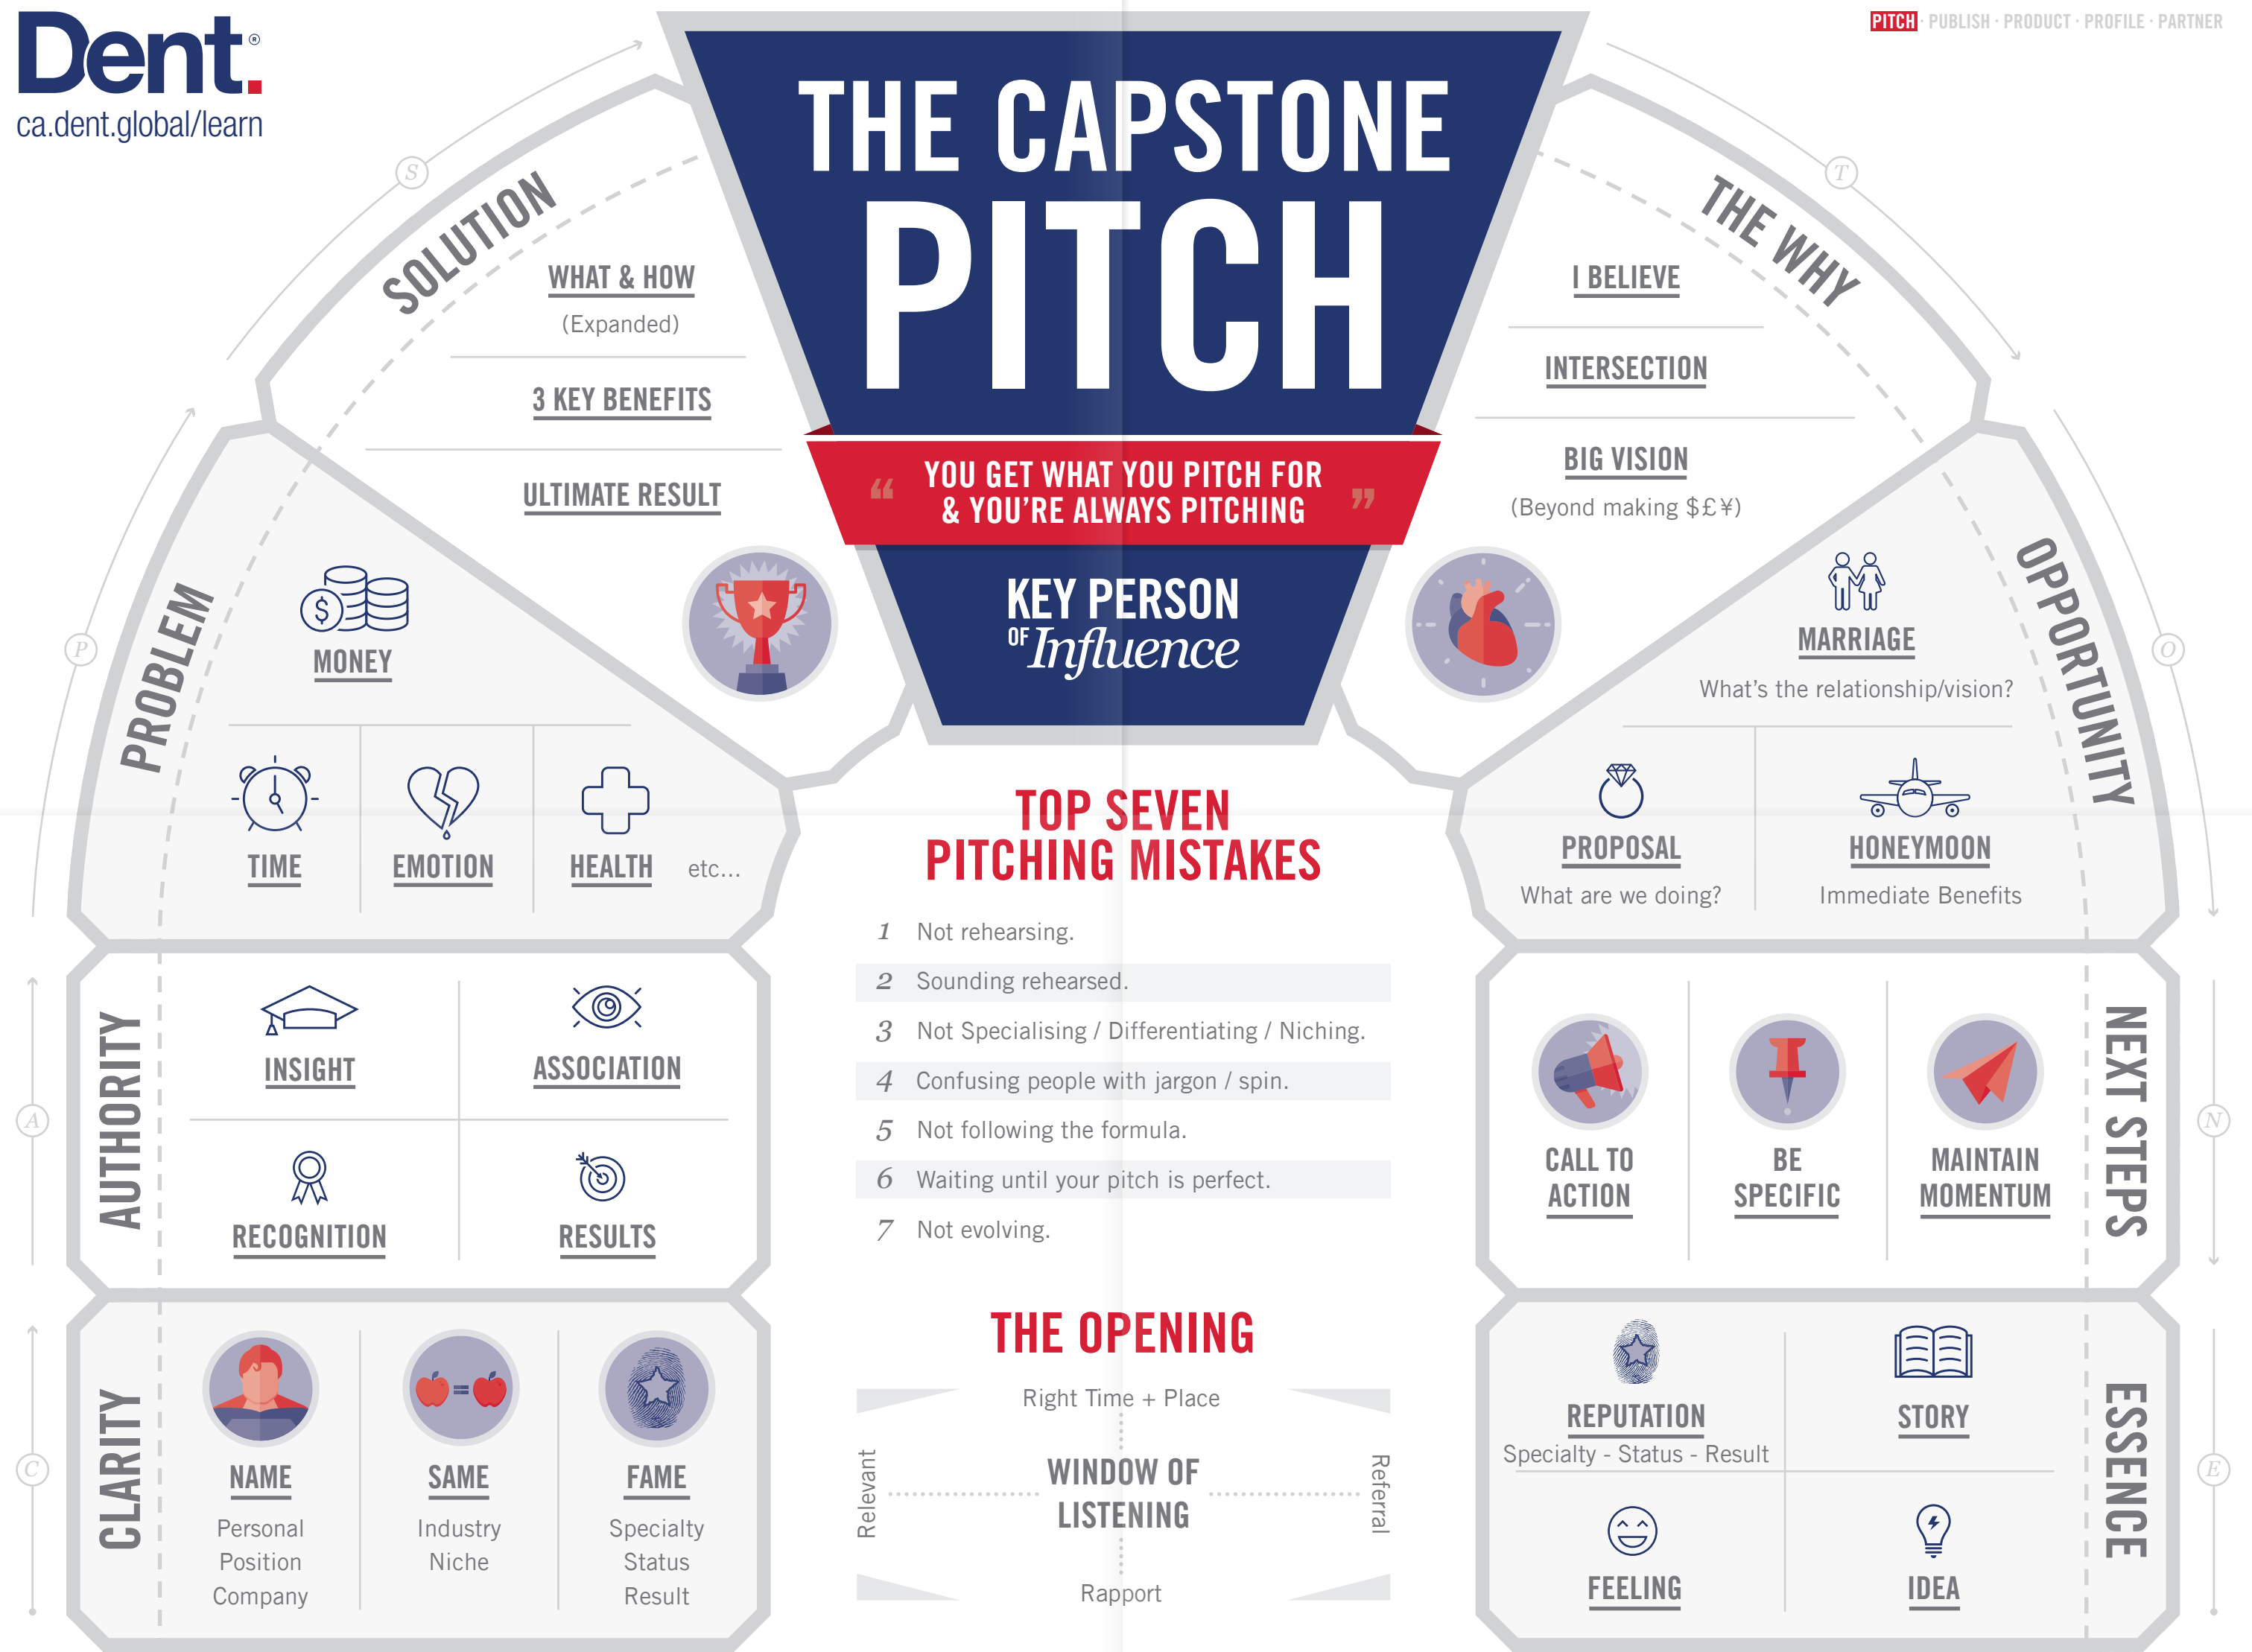 Dent.®
ca.dent.global/learn
PITCH · PUBLISH · PRODUCT · PROFILE · PARTNER
THE CAPSTONE
PITCH
“ YOU GET WHAT YOU PITCH FOR
& YOU’RE ALWAYS PITCHING ”
KEY PERSON
OF Influence
C
CLARITY
NAME
Personal
Position
Company
SAME
=
Industry
Niche
FAME
Specialty
Status
Result
A
AUTHORITY
INSIGHT
ASSOCIATION
RECOGNITION
RESULTS
P
PROBLEM
$
MONEY
TIME
EMOTION
HEALTH
etc...
S
SOLUTION
WHAT & HOW
(Expanded)
3 KEY BENEFITS
ULTIMATE RESULT
T
THE WHY
I BELIEVE
INTERSECTION
BIG VISION
(Beyond making $£¥)
O
OPPORTUNITY
MARRIAGE
What’s the relationship/vision?
PROPOSAL
What are we doing?
HONEYMOON
Immediate Benefits
N
NEXT STEPS
CALL TO
ACTION
BE
SPECIFIC
MAINTAIN
MOMENTUM
E
ESSENCE
REPUTATION
Specialty - Status - Result
STORY
FEELING
IDEA
TOP SEVEN
PITCHING MISTAKES
1 Not rehearsing.
2 Sounding rehearsed.
3 Not Specialising / Differentiating / Niching.
4 Confusing people with jargon / spin.
5 Not following the formula.
6 Waiting until your pitch is perfect.
7 Not evolving.
THE OPENING
Right Time + Place
Relevant
WINDOW OF
LISTENING
Referral
Rapport